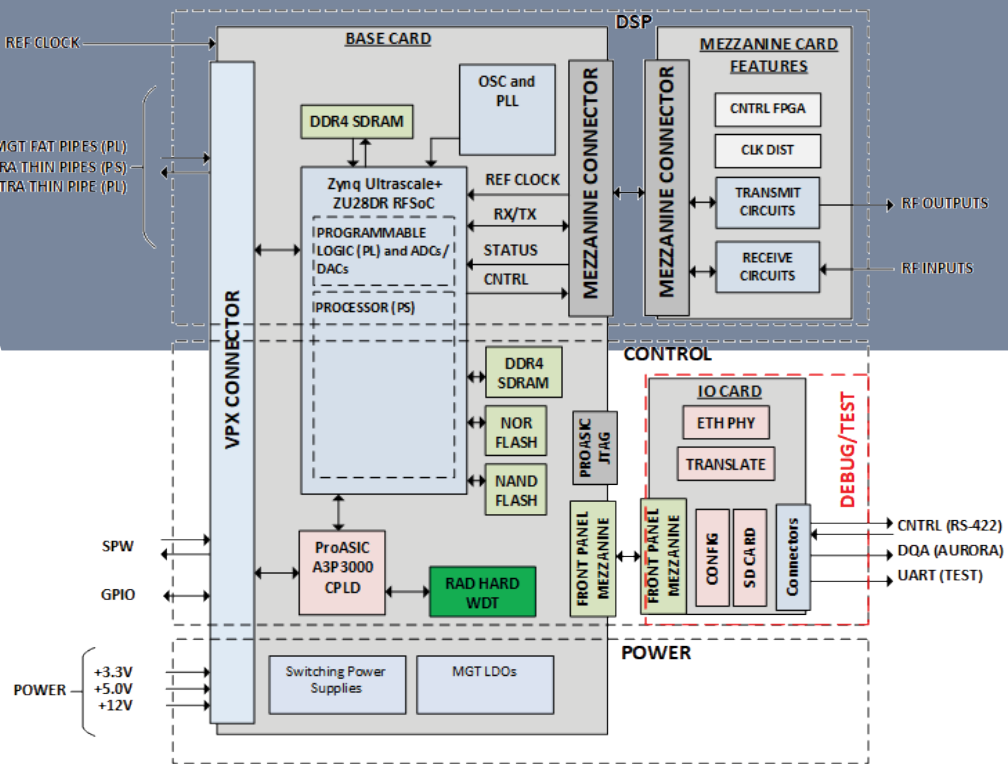 DSP
REF CLOCK
BASE CARD
MEZZANINE CARD
FEATURES
OSC and
PLL
DDR4 SDRAM
CNTRL FPGA
CLK DIST
MGT FAT PIPES (PL)
TRA THIN PIPES (PS)
TRA THIN PIPE (PL)
Zynq Ultrascale+
ZU28DR RFSoC
PROGRAMMABLE
LOGIC (PL) and ADCs/
DACs
PROCESSOR (PS)
REF CLOCK
RX/TX
STATUS
CNTRL
MEZZANINE CONNECTOR
MEZZANINE CONNECTOR
TRANSMIT
CIRCUITS
RF OUTPUTS
RECEIVE
CIRCUITS
RF INPUTS
VPX CONNECTOR
CONTROL
DDR4
SDRAM
NOR
FLASH
NAND
FLASH
PROASIC
JTAG
IO CARD
ETH PHY
TRANSLATE
DEBUG/TEST
FRONT PANEL
MEZZANINE
FRONT PANEL
MEZZANINE
CONFIG
SD CARD
Connectors
CNTRL (RS-422)
DQA (AURORA)
UART (TEST)
SPW
GPIO
ProASIC
A3P3000
CPLD
RAD HARD
WDT
POWER
POWER
+3.3V
+5.0V
+12V
Switching Power
Supplies
MGT LDOs